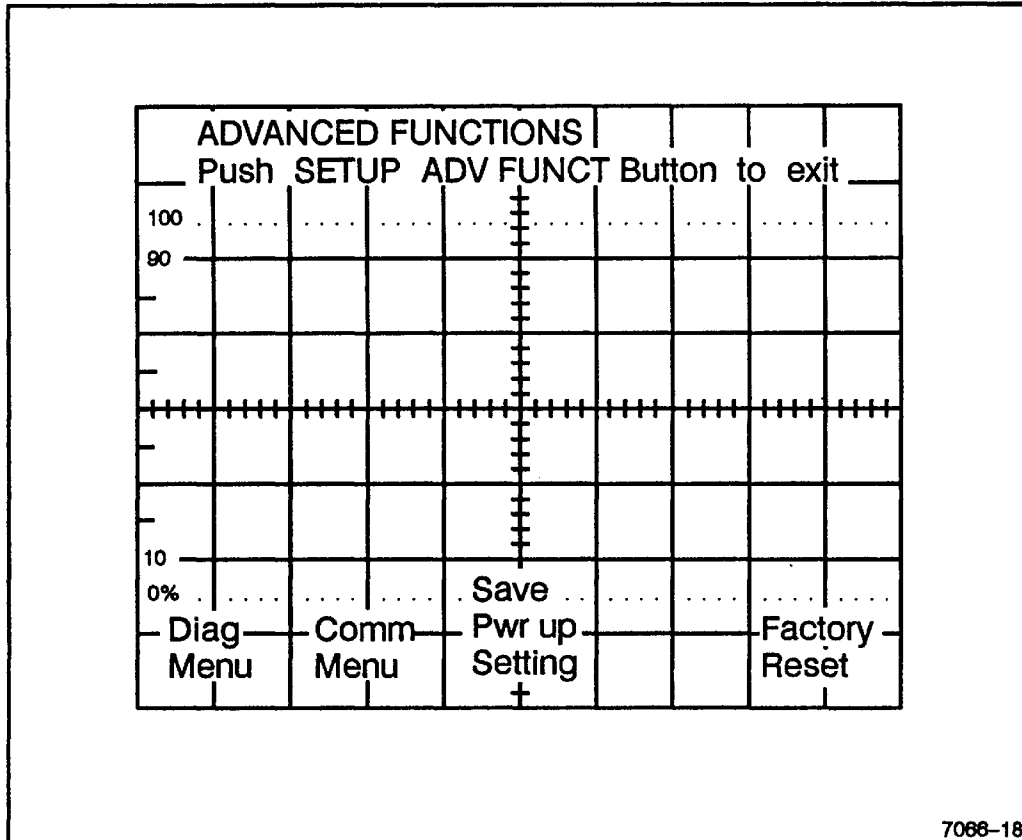 ADVANCED FUNCTIONS
Push SETUP ADV FUNCT Button to exit
100
90
10
0%
Diag
Menu
Comm
Menu
Save
Pwr up
Setting
Factory
Reset
7066-18